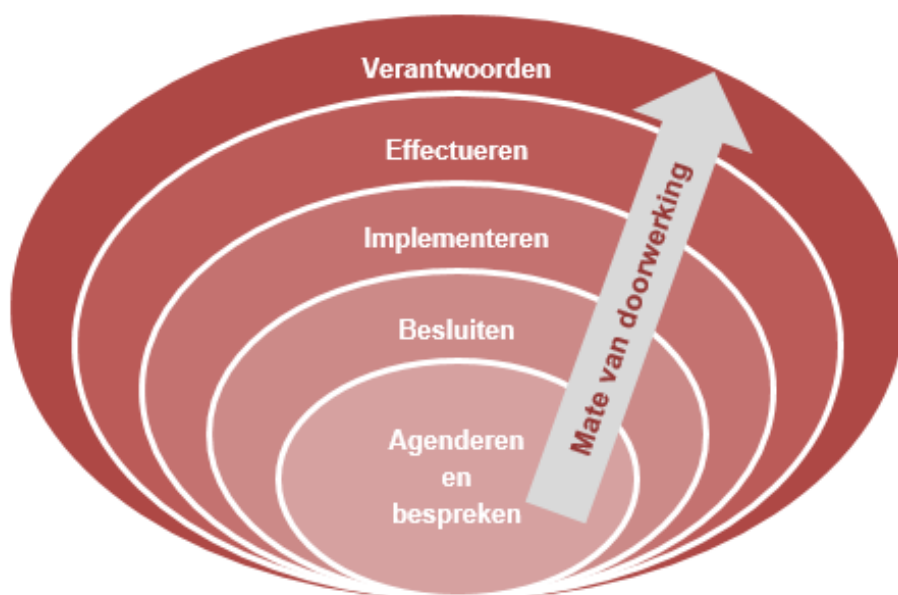 Verantwoorden
Effectueren
Implementeren
Besluiten
Agenderen
en
bespreken
Mate van doorwerking